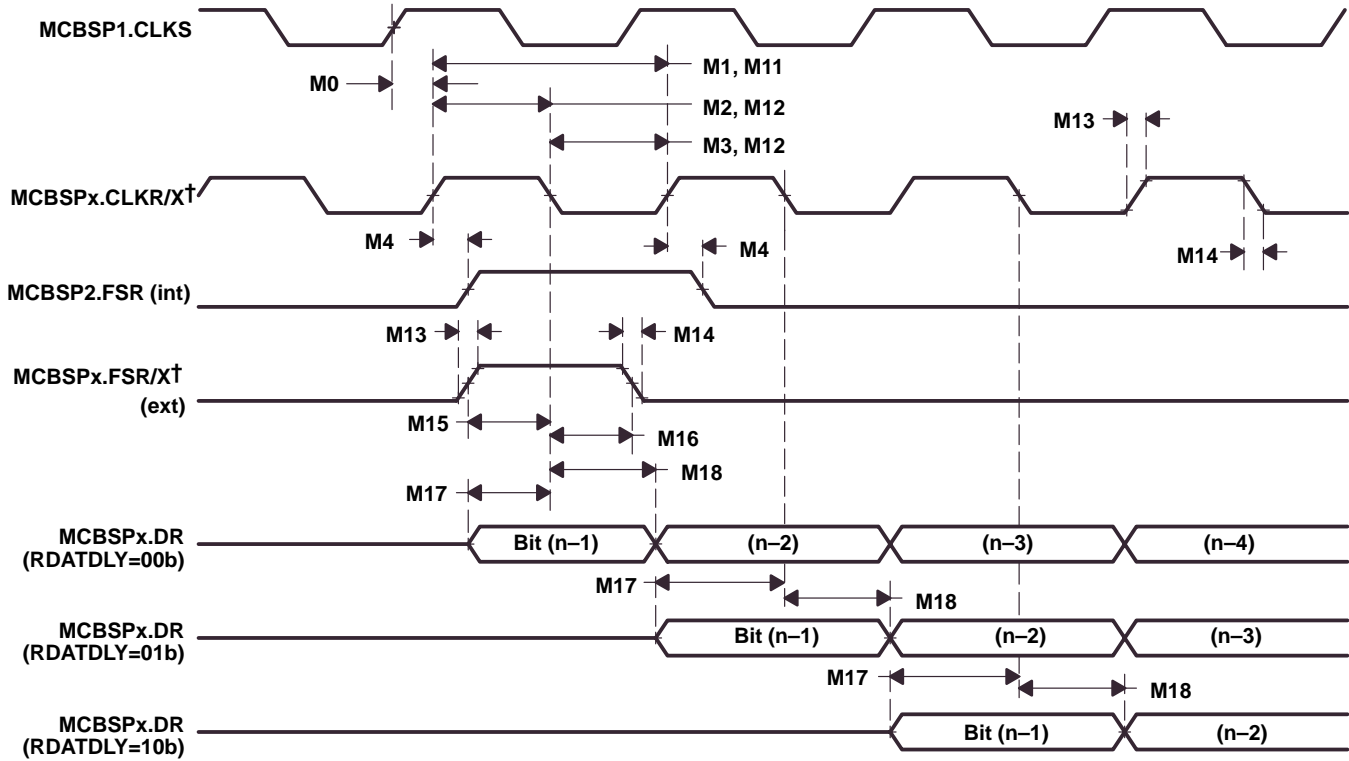 MCBSP1.CLKS
M1, M11
M0
M2, M12
M13
M3, M12
MCBSPx.CLKR/X†
M4
M4
M14
MCBSP2.FSR (int)
M13
M14
MCBSPx.FSR/X†
(ext)
M15
M16
M18
M17
MCBSPx.DR
(RDATDLY=00b)
Bit (n–1)
(n–2)
(n–3)
(n–4)
M17
M18
MCBSPx.DR
(RDATDLY=01b)
Bit (n–1)
(n–2)
(n–3)
M17
M18
MCBSPx.DR
(RDATDLY=10b)
Bit (n–1)
(n–2)